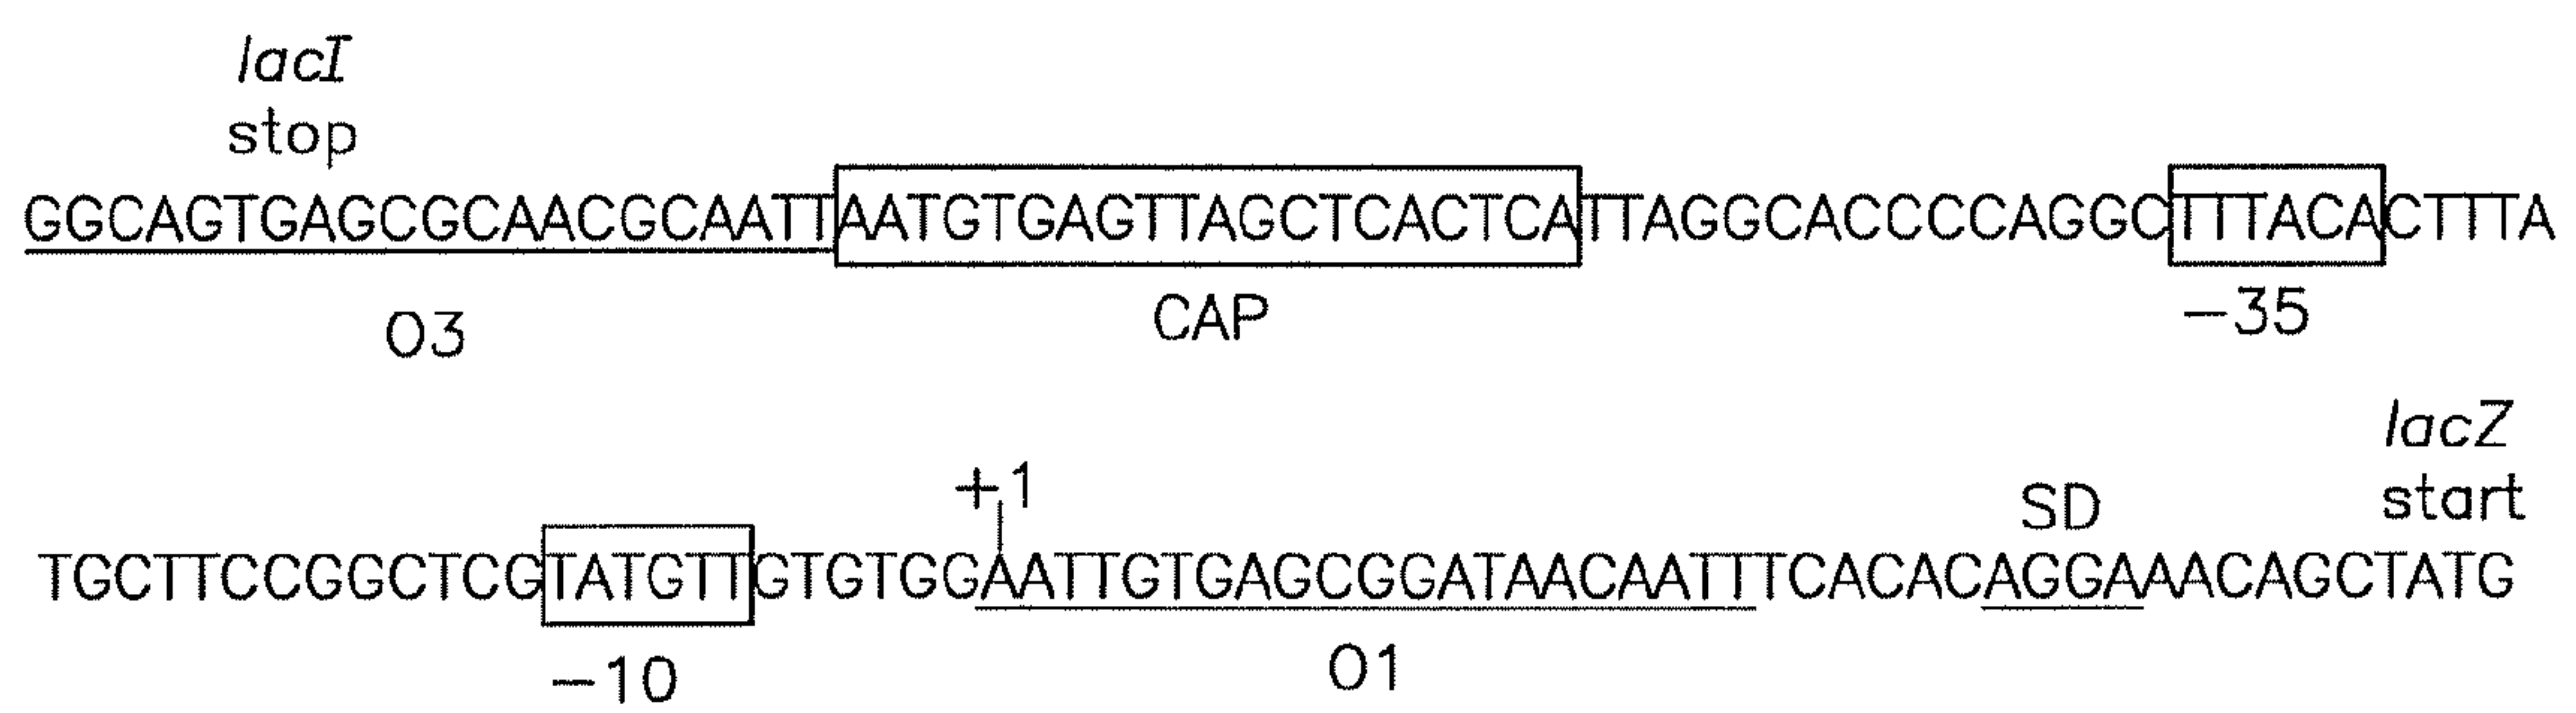 lacI
stop
GGCAGTGAGCGCAACGCAATTAATGTGAGTTAGCTCACTCATTAGGCACCCCAGGCTTTACACTTTA
O3 CAP −35
lacZ
+1 SD start
TGCTTCCGGCTCGTATGTTGTGTGGAATTGTGAGCGGATAACAATTTCACACAGGAAACAGCTATG
−10 O1